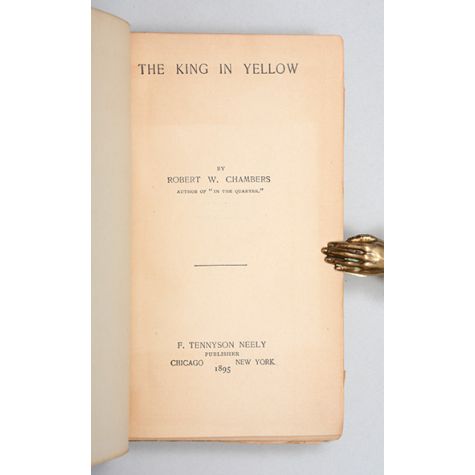 THE KING IN YELLOW
BY
ROBERT W. CHAMBERS
AUTHOR OF "IN THE QUARTER."
F. TENNYSON NEELY
PUBLISHER
CHICAGO NEW YORK
1895